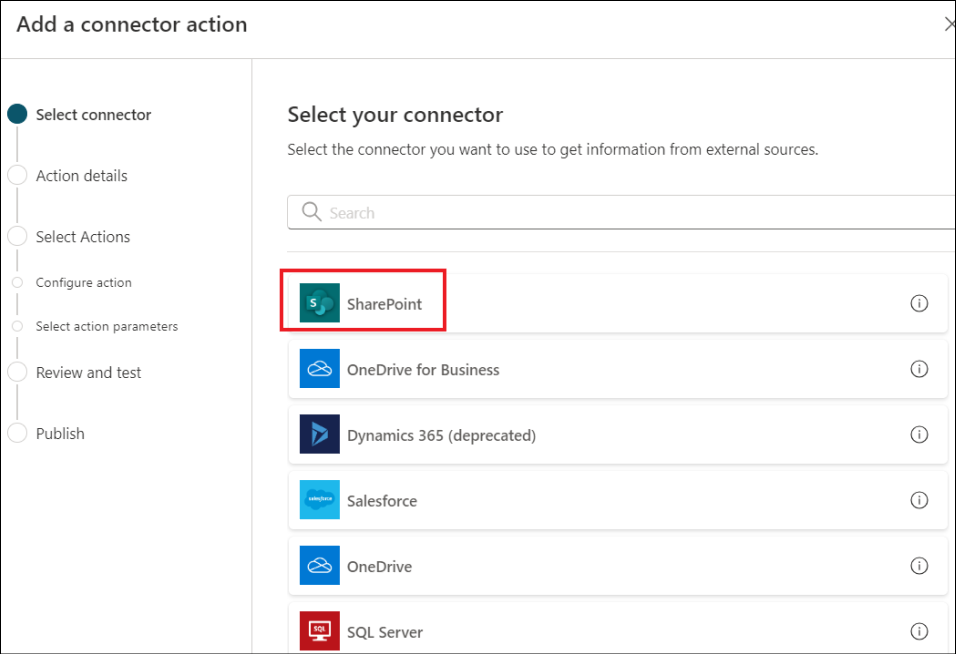 Add a connector action
Select connector
Action details
Select Actions
Configure action
Select action parameters
Review and test
Publish
Select your connector
Select the connector you want to use to get information from external sources.
Search
S SharePoint
OneDrive for Business
Dynamics 365 (deprecated)
salesforce Salesforce
OneDrive
SQL SQL Server